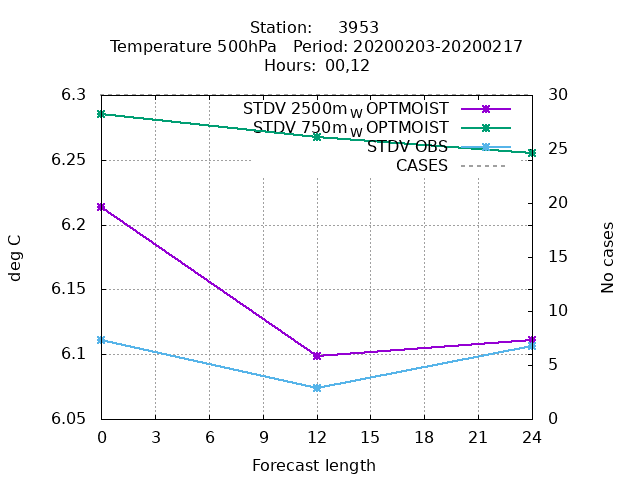 Station: 3953
Temperature 500hPa Period: 20200203-20200217
Hours: 00,12
STDV 2500m_W OPTMOIST
STDV 750m_W OPTMOIST
STDV OBS
CASES
6.3
6.25
6.2
6.15
6.1
6.05
30
25
20
15
10
5
0
deg C
No cases
0 3 6 9 12 15 18 21 24
Forecast length